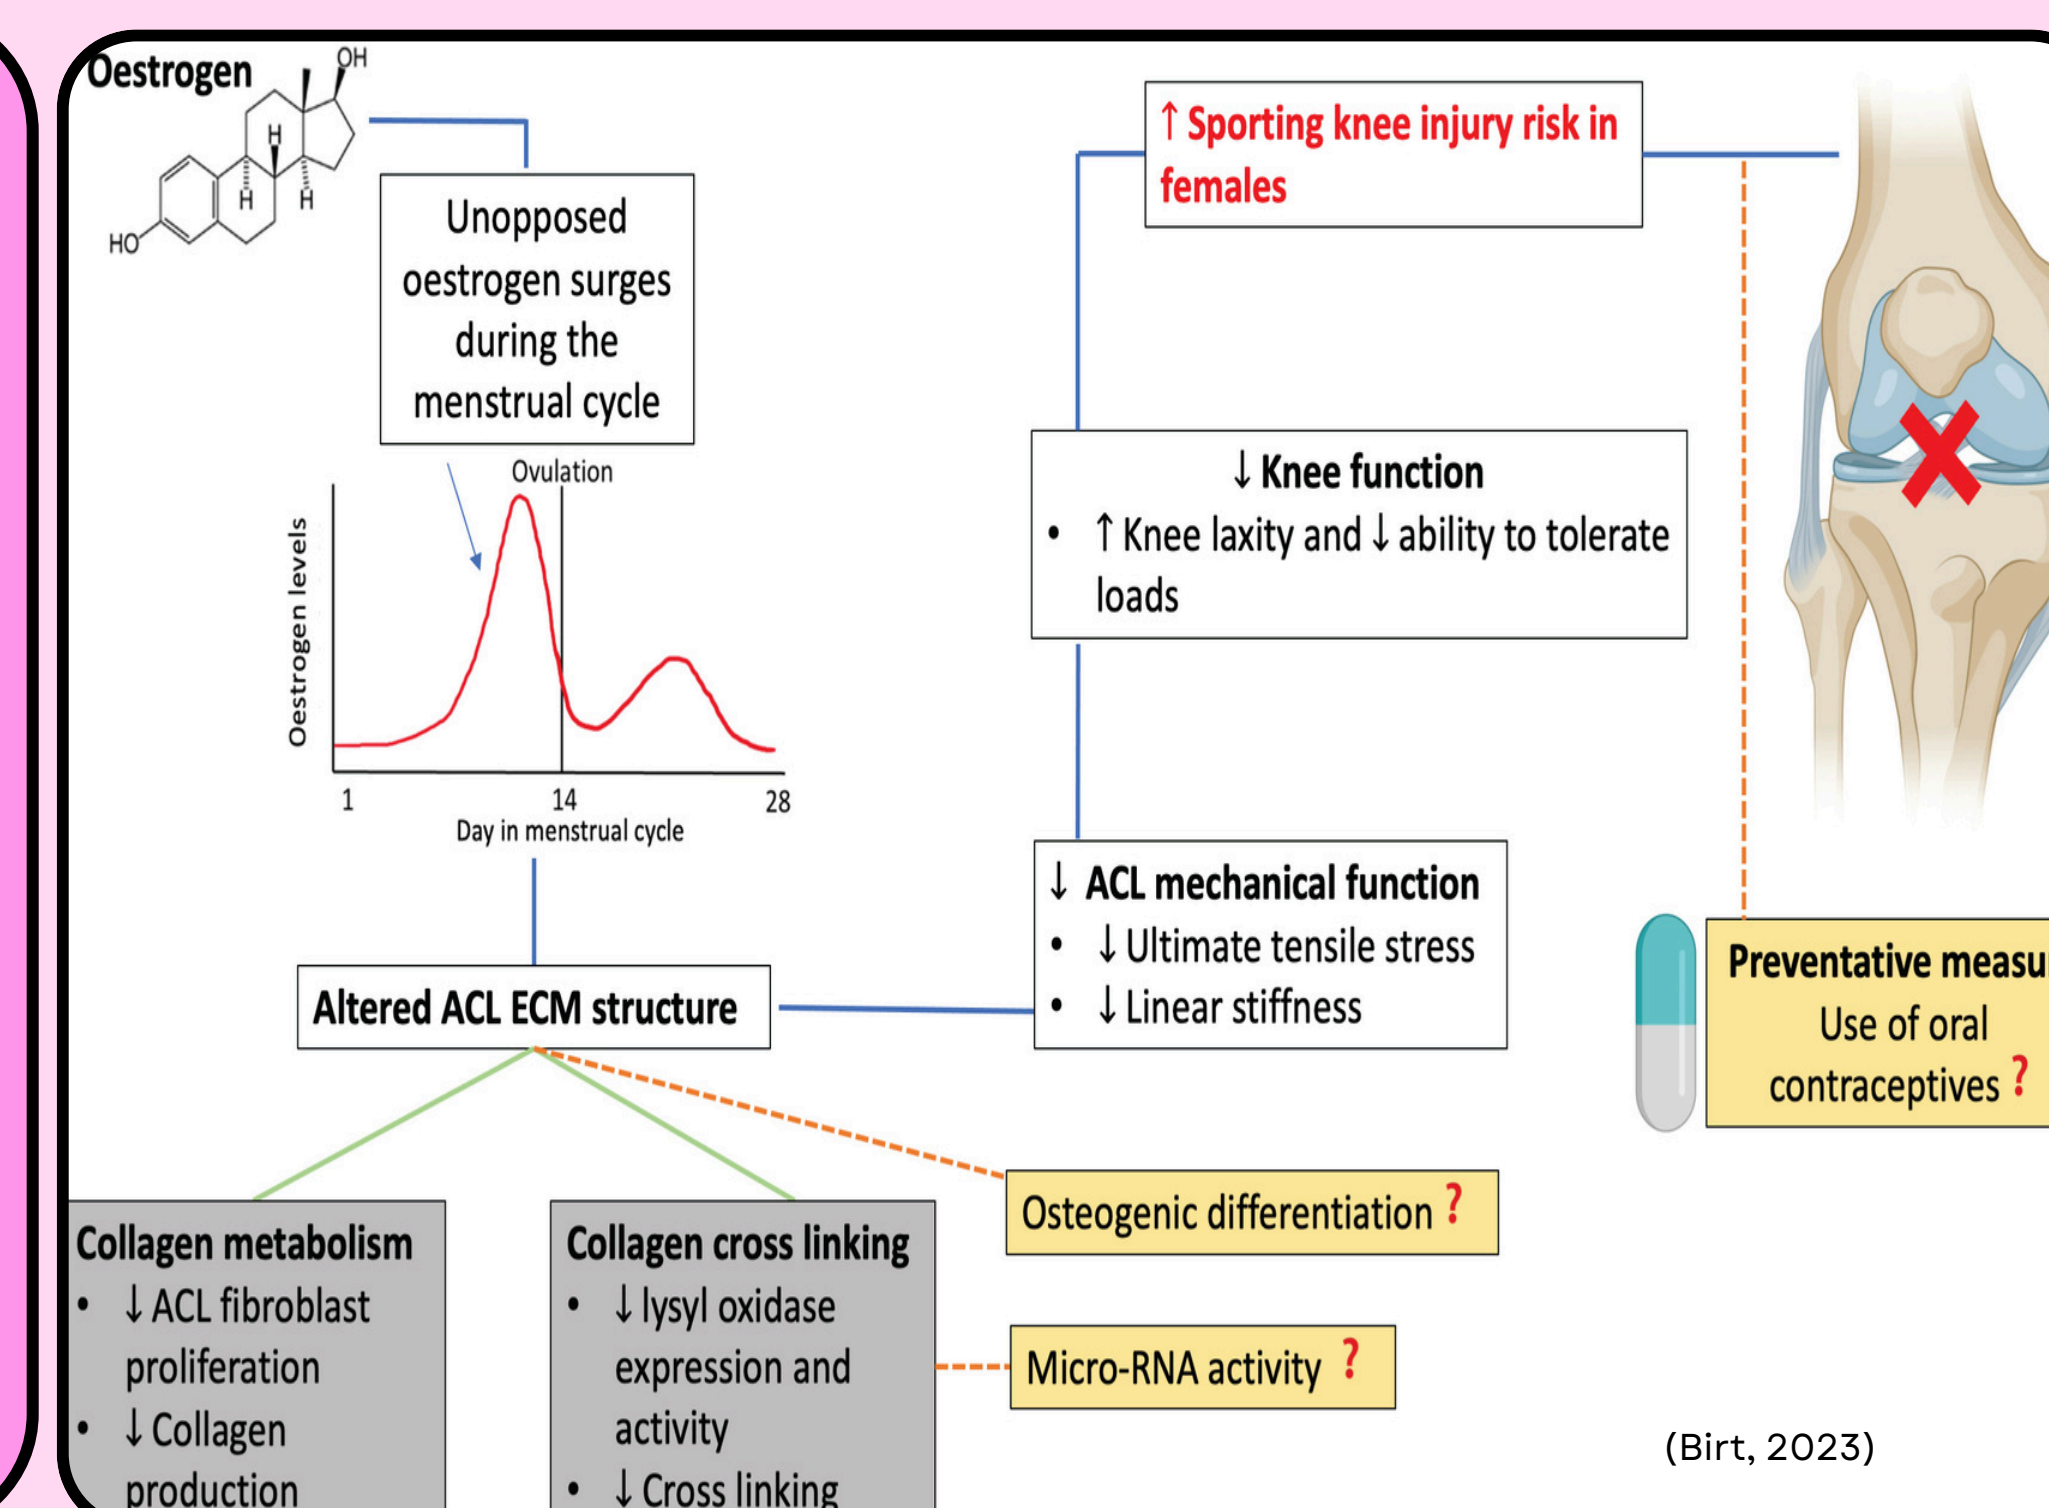 Oestrogen
OH
H
H
H
HO
Unopposed
oestrogen surges
during the
menstrual cycle
Ovulation
Oestrogen levels
1
14
28
Day in menstrual cycle
Altered ACL ECM structure
Collagen metabolism
• ↓ ACL fibroblast
proliferation
• ↓ Collagen
production
Collagen cross linking
• ↓ lysyl oxidase
expression and
activity
• ↓ Cross linking
↑ Sporting knee injury risk in
females
↓ Knee function
• ↑ Knee laxity and ↓ ability to tolerate
loads
↓ ACL mechanical function
• ↓ Ultimate tensile stress
• ↓ Linear stiffness
Osteogenic differentiation ?
Micro-RNA activity ?
Preventative
Use of oral
contraceptives ?
(Birt, 2023)